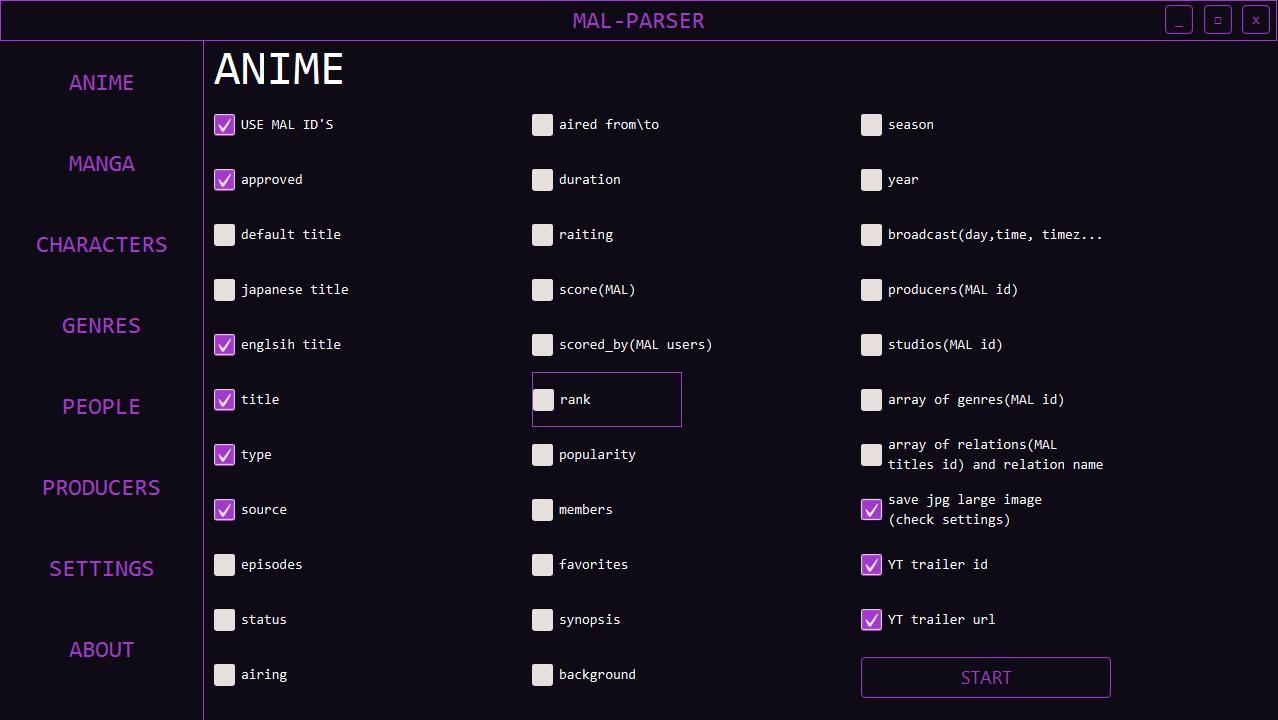 MAL-PARSER
_ □ x
ANIME
MANGA
CHARACTERS
GENRES
PEOPLE
PRODUCERS
SETTINGS
ABOUT
ANIME
USE MAL ID'S
approved
default title
japanese title
englsih title
title
type
source
episodes
status
airing
aired from\to
duration
raiting
score(MAL)
scored_by(MAL users)
rank
popularity
members
favorites
synopsis
background
season
year
broadcast(day,time, timez...
producers(MAL id)
studios(MAL id)
array of genres(MAL id)
array of relations(MAL
titles id) and relation name
save jpg large image
(check settings)
YT trailer id
YT trailer url
START